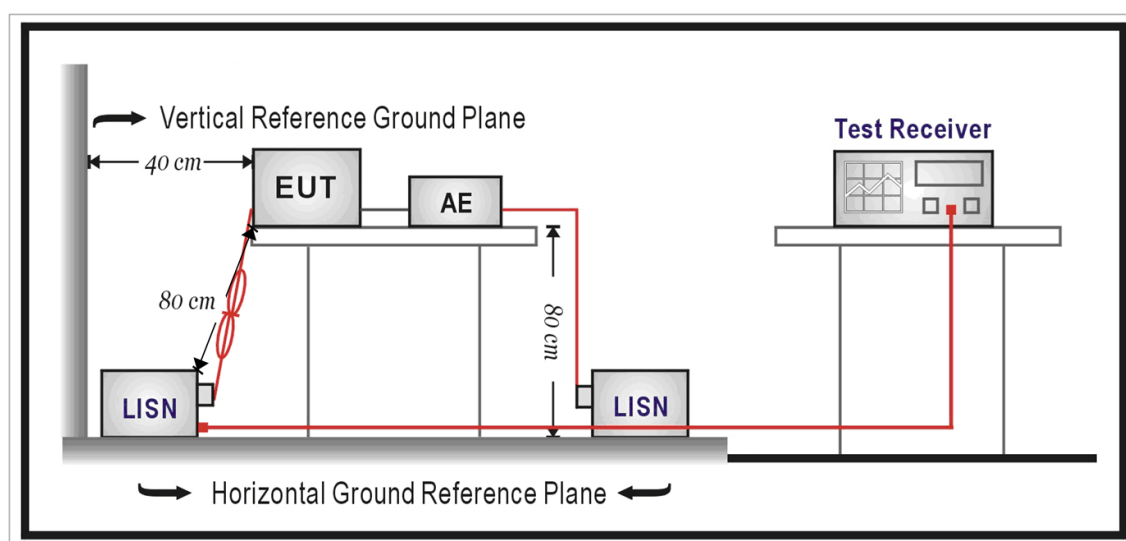 Vertical Reference Ground Plane
Test Receiver
40 cm
EUT
AE
80 cm
80 cm
LISN
LISN
Horizontal Ground Reference Plane